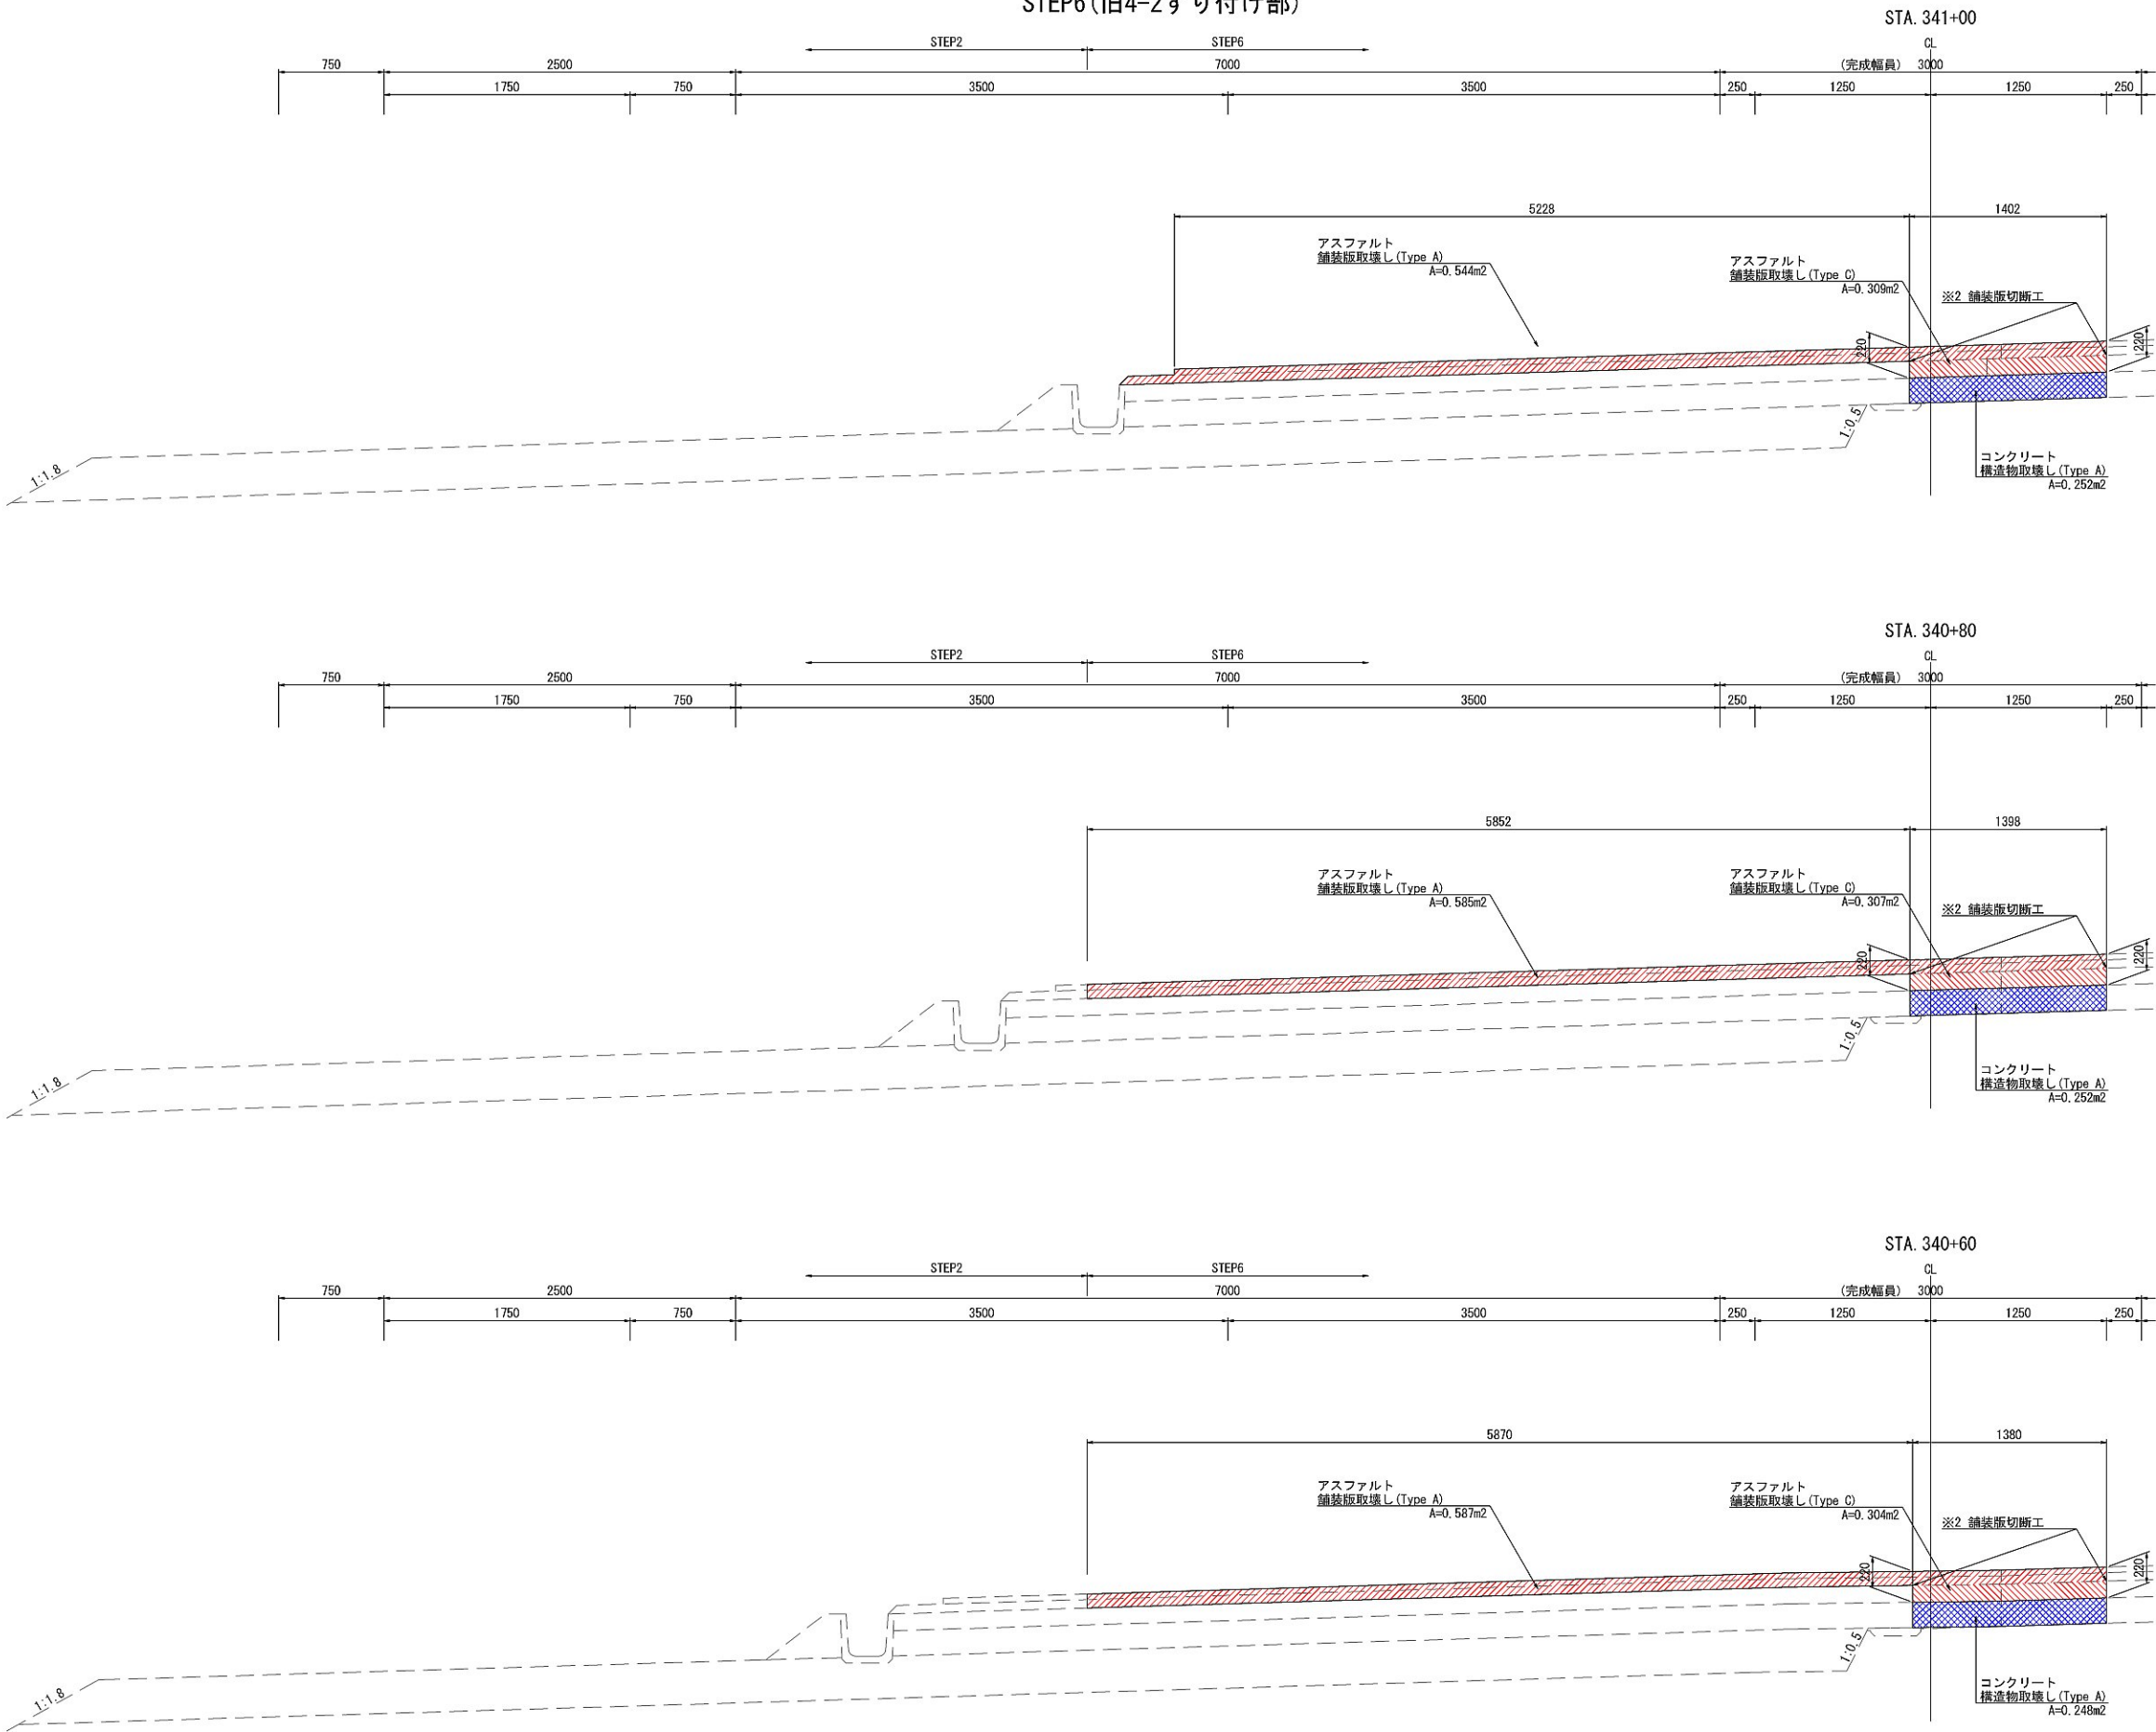 STEP6(旧4-2すり付け部)
STA. 341+00
CL
STEP2 STEP6
750 2500 7000 (完成幅員) 3000
1750 750 3500 3500 250 1250 1250 250
5228 1402
アスファルト
舗装版取壊し(Type A)
A=0.544m2
アスファルト
舗装版取壊し(Type C)
A=0.309m2
※2 舗装版切断工
220
220
1:0.5
1:1.8
コンクリート
構造物取壊し(Type A)
A=0.252m2
STA. 340+80
CL
STEP2 STEP6
750 2500 7000 (完成幅員) 3000
1750 750 3500 3500 250 1250 1250 250
5852 1398
アスファルト
舗装版取壊し(Type A)
A=0.585m2
アスファルト
舗装版取壊し(Type C)
A=0.307m2
※2 舗装版切断工
220
220
1:0.5
1:1.8
コンクリート
構造物取壊し(Type A)
A=0.252m2
STA. 340+60
CL
STEP2 STEP6
750 2500 7000 (完成幅員) 3000
1750 750 3500 3500 250 1250 1250 250
5870 1380
アスファルト
舗装版取壊し(Type A)
A=0.587m2
アスファルト
舗装版取壊し(Type C)
A=0.304m2
※2 舗装版切断工
220
220
1:0.5
1:1.8
コンクリート
構造物取壊し(Type A)
A=0.248m2